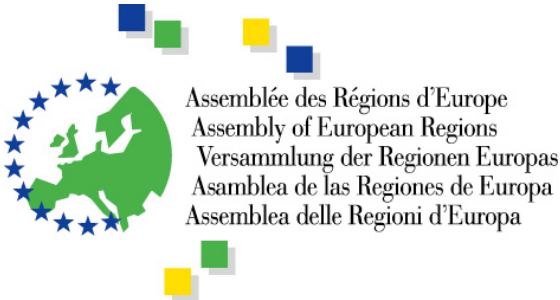 Assemblée des Régions d'Europe
Assembly of European Regions
Versammlung der Regionen Europas
Asamblea de las Regiones de Europa
Assemblea delle Regioni d'Europa